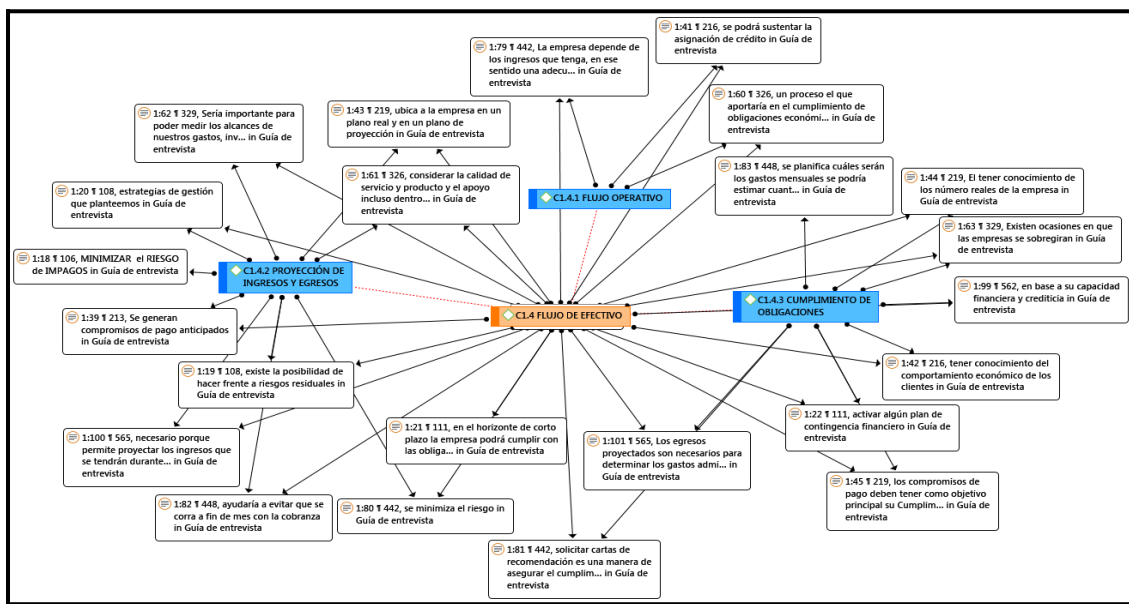 1:41 ¶ 216, se podrá sustentar la
asignación de crédito in Guía de
entrevista
1:79 ¶ 442, La empresa depende de
los ingresos que tenga, en ese
sentido una adecu... in Guía de
entrevista
1:60 ¶ 326, un proceso el que
aportaría en el cumplimiento de
obligaciones económi... in Guía de
entrevista
1:62 ¶ 329, Sería importante para
poder medir los alcances de
nuestros gastos, inv... in Guía de
entrevista
1:43 ¶ 219, ubica a la empresa en un
plano real y en un plano de
proyección in Guía de entrevista
1:61 ¶ 326, considerar la calidad de
servicio y producto y el apoyo
incluso dentro... in Guía de
entrevista
1:83 ¶ 448, se planifica cuáles serán
los gastos mensuales se podría
estimar cuant... in Guía de
entrevista
1:44 ¶ 219, El tener conocimiento de
los número reales de la empresa in
Guía de entrevista
1:20 ¶ 108, estrategias de gestión
que planteemos in Guía de
entrevista
C1.4.1 FLUJO OPERATIVO
1:63 ¶ 329, Existen ocasiones en que
las empresas se sobregiran in Guía de
entrevista
1:18 ¶ 106, MINIMIZAR el RIESGO
de IMPAGOS in Guía de entrevista
C1.4.2 PROYECCIÓN DE
INGRESOS Y EGRESOS
1:99 ¶ 562, en base a su capacidad
financiera y crediticia in Guía de
entrevista
C1.4.3 CUMPLIMIENTO DE
OBLIGACIONES
C1.4 FLUJO DE EFECTIVO
1:39 ¶ 213, Se generan
compromisos de pago anticipados
in Guía de entrevista
1:42 ¶ 216, tener conocimiento del
comportamiento económico de los
clientes in Guía de entrevista
1:19 ¶ 108, existe la posibilidad de
hacer frente a riesgos residuales in
Guía de entrevista
1:22 ¶ 111, activar algún plan de
contingencia financiero in Guía de
entrevista
1:21 ¶ 111, en el horizonte de corto
plazo la empresa podrá cumplir con
las obliga... in Guía de entrevista
1:100 ¶ 565, necesario porque
permite proyectar los ingresos que
se tendrán durante... in Guía de
entrevista
1:101 ¶ 565, Los egresos
proyectados son necesarios para
determinar los gastos admi... in
Guía de entrevista
1:45 ¶ 219, los compromisos de
pago deben tener como objetivo
principal su Cumplim... in Guía de
entrevista
1:82 ¶ 448, ayudaría a evitar que se
corra a fin de mes con la cobranza
in Guía de entrevista
1:80 ¶ 442, se minimiza el riesgo in
Guía de entrevista
1:81 ¶ 442, solicitar cartas de
recomendación es una manera de
asegurar el cumplim... in Guía de
entrevista